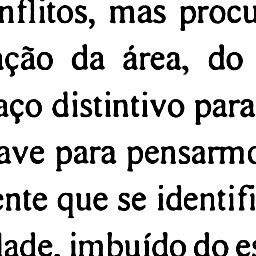 nflitos, mas procu
ação da área, do
aço distintivo para
ave para pensarmo
ente que se identifi
dade, imbuído do es